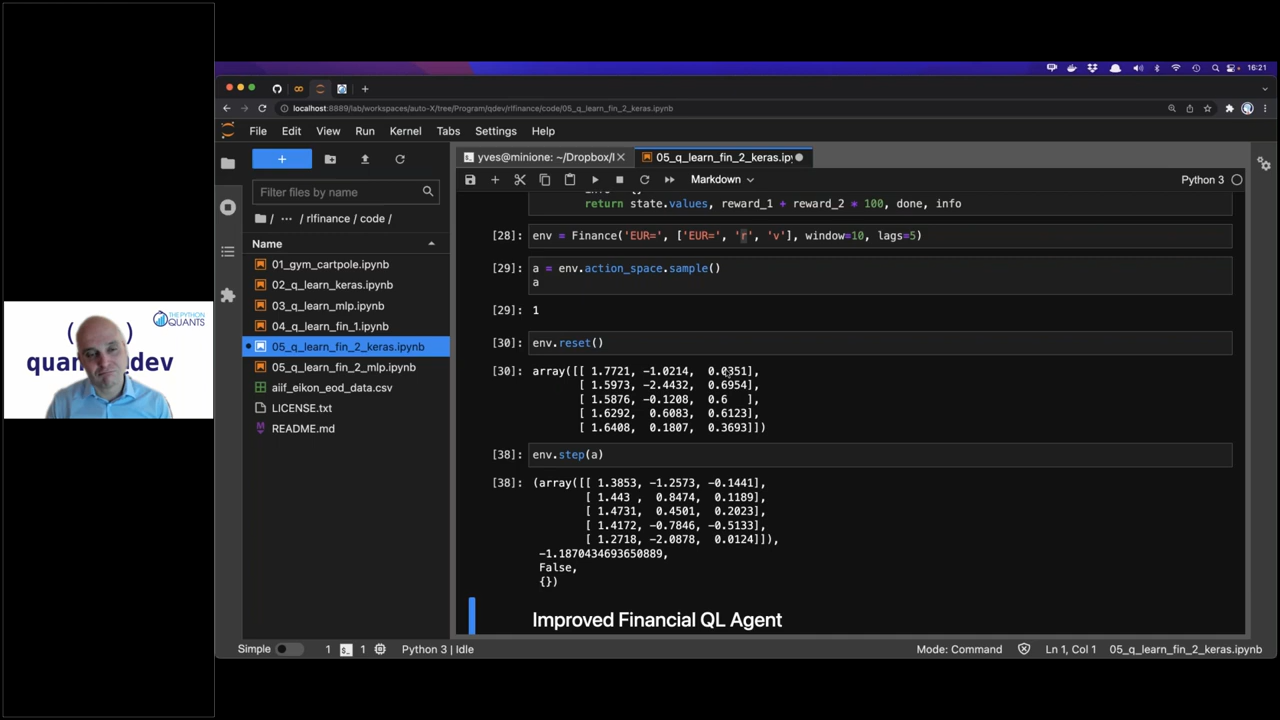 16:21
localhost:8889/lab/workspaces/auto-X/tree/Program/qdev/rlfinance/code/05_q_learn_fin_2_keras.ipynb
File Edit View Run Kernel Tabs Settings Help
yves@minione: ~/Dropbox/
05_q_learn_fin_2_keras.ip
Filter files by name
Markdown
Python 3
/ ··· / rlfinance / code /
Name
01_gym_cartpole.ipynb
02_q_learn_keras.ipynb
03_q_learn_mlp.ipynb
04_q_learn_fin_1.ipynb
05_q_learn_fin_2_keras.ipynb
05_q_learn_fin_2_mlp.ipynb
aiif_eikon_eod_data.csv
LICENSE.txt
README.md
return state.values, reward_1 + reward_2 * 100, done, info
[28]: env = Finance('EUR=', ['EUR=', 'r', 'v'], window=10, lags=5)
[29]: a = env.action_space.sample()
a
[29]: 1
[30]: env.reset()
[30]: array([[ 1.7721, -1.0214, 0.6351],
[ 1.5973, -2.4432, 0.6954],
[ 1.5876, -0.1208, 0.6 ],
[ 1.6292, 0.6083, 0.6123],
[ 1.6408, 0.1807, 0.3693]])
[38]: env.step(a)
[38]: (array([[ 1.3853, -1.2573, -0.1441],
[ 1.443 , 0.8474, 0.1189],
[ 1.4731, 0.4501, 0.2023],
[ 1.4172, -0.7846, -0.5133],
[ 1.2718, -2.0878, 0.0124]]),
-1.1870434693650889,
False,
{})
Improved Financial QL Agent
THE PYTHON
QUANTS
Simple
1
1
Python 3 | Idle
Mode: Command
Ln 1, Col 1
05_q_learn_fin_2_keras.ipynb